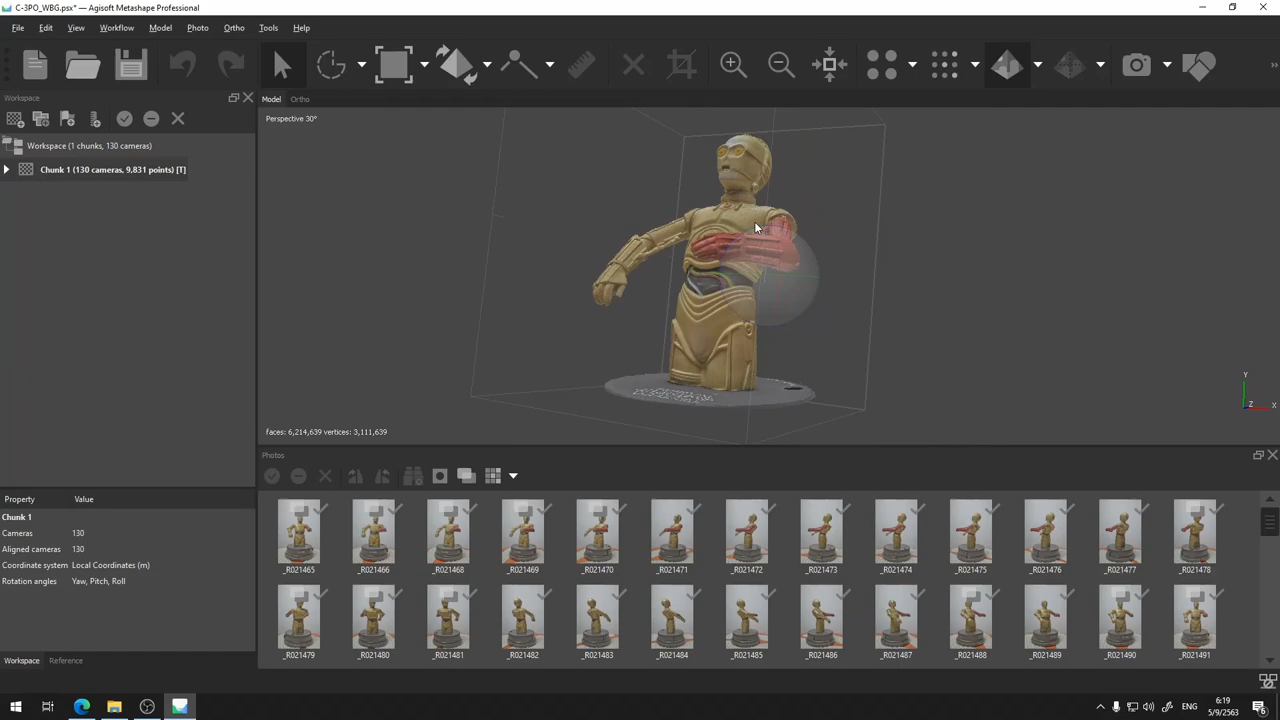 C-3PO_WBG.psx* — Agisoft Metashape Professional
File Edit View Workflow Model Photo Ortho Tools Help
»
Workspace
Model Ortho
Perspective 30°
Workspace (1 chunks, 130 cameras)
Chunk 1 (130 cameras, 9,831 points) [T]
Y
Z X
faces: 6,214,639 vertices: 3,111,639
Photos
Property Value
Chunk 1
Cameras 130
Aligned cameras 130
Coordinate system Local Coordinates (m)
Rotation angles Yaw, Pitch, Roll
_R021465 _R021466 _R021468 _R021469 _R021470 _R021471 _R021472 _R021473 _R021474 _R021475 _R021476 _R021477 _R021478
_R021479 _R021480 _R021481 _R021482 _R021483 _R021484 _R021485 _R021486 _R021487 _R021488 _R021489 _R021490 _R021491
Workspace Reference
ENG
6:19
5/9/2563